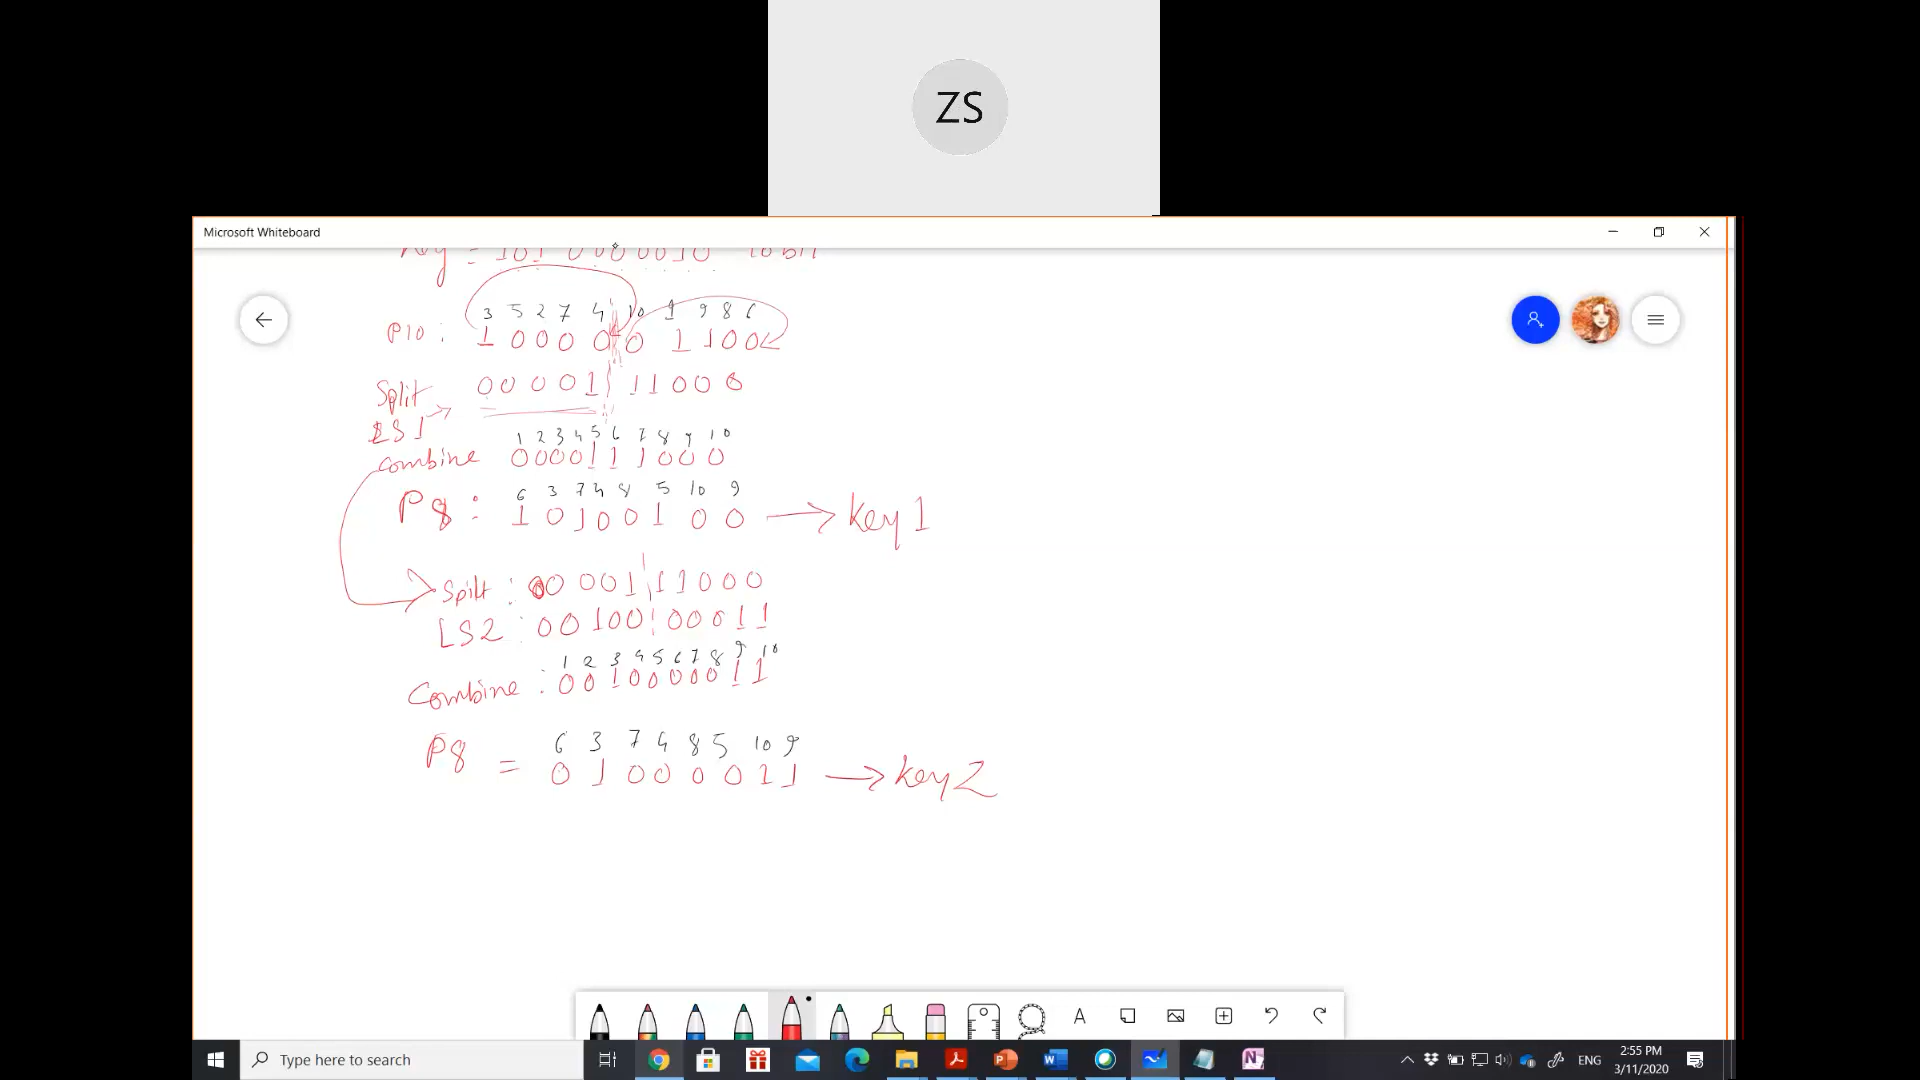 ZS
Microsoft Whiteboard
Key = 101 0000010 10 bit
3 5 2 7 4 10 1 9 8 6
P10 : 1 0 0 0 0 0 1 1 0 0
Split 0 0 0 0 1 1 1 0 0 0
LS1
1 2 3 4 5 6 7 8 9 10
combine 0 0 0 0 1 1 1 0 0 0
6 3 7 4 8 5 10 9
P8 : 1 0 1 0 0 1 0 0 → key 1
Spilt : 0 0 0 0 1 1 1 0 0 0
LS2 : 0 0 1 0 0 0 0 0 1 1
1 2 3 4 5 6 7 8 9 10
Combine : 0 0 1 0 0 0 0 0 1 1
6 3 7 4 8 5 10 9
P8 = 0 1 0 0 0 0 1 1 → key 2
A
Type here to search
ENG
2:55 PM
3/11/2020